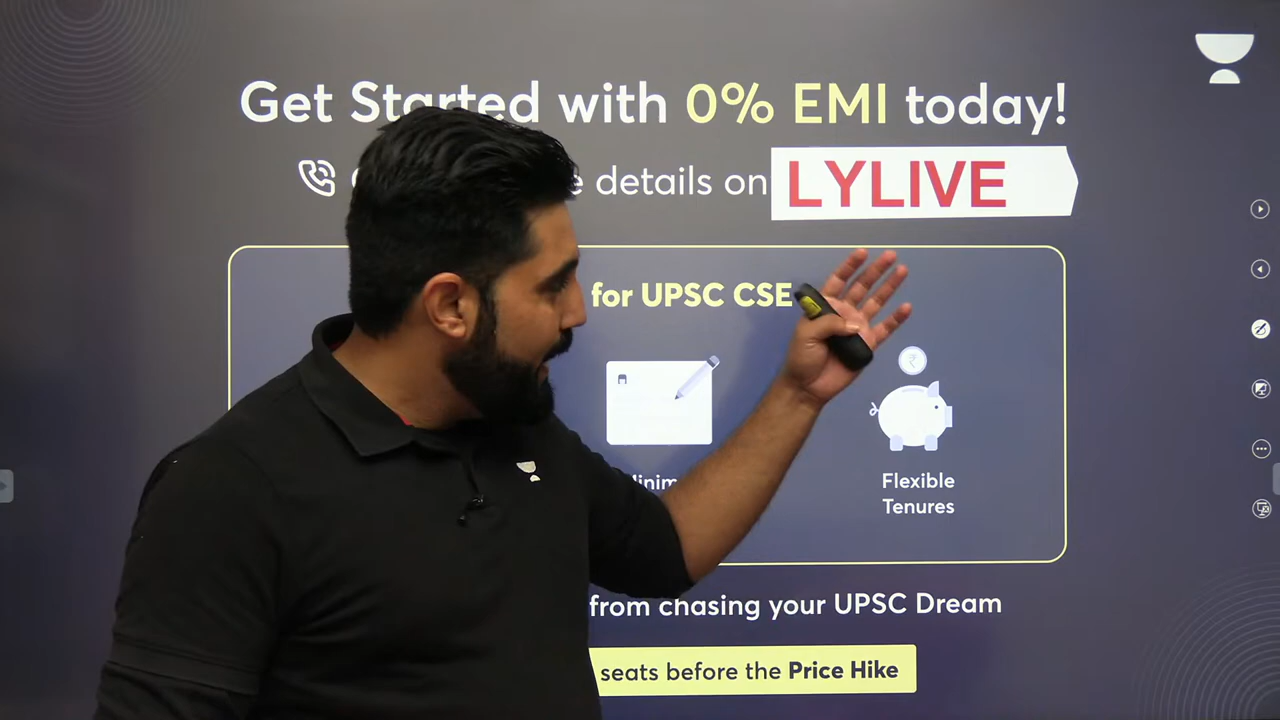 Get Started with 0% EMI today!
details on LYLIVE
for UPSC CSE
Flexible
Tenures
from chasing your UPSC Dream
seats before the Price Hike